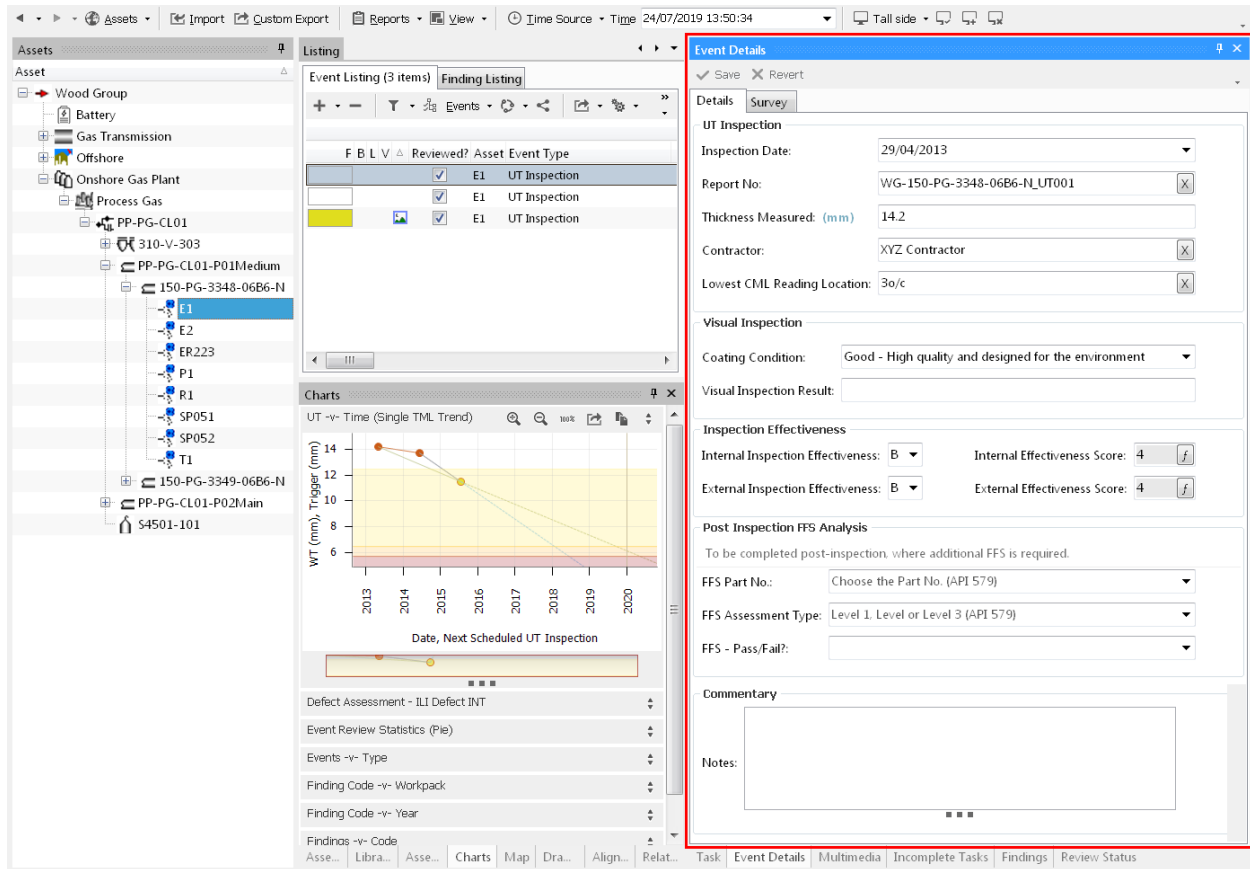 Assets Import Custom Export Reports View Time Source Time 24/07/2019 13:50:34 Tall side
Assets
Asset
Wood Group
Battery
Gas Transmission
Offshore
Onshore Gas Plant
Process Gas
PP-PG-CL01
310-V-303
PP-PG-CL01-P01Medium
150-PG-3348-06B6-N
E1
E2
ER223
P1
R1
SP051
SP052
T1
150-PG-3349-06B6-N
PP-PG-CL01-P02Main
S4501-101
Listing
Event Listing (3 items) Finding Listing
Events
F B L V Reviewed? Asset Event Type
E1 UT Inspection
E1 UT Inspection
E1 UT Inspection
Charts
UT -v- Time (Single TML Trend) 100%
WT (mm), Trigger (mm)
14
12
10
8
6
2013 2014 2015 2016 2017 2018 2019 2020
Date, Next Scheduled UT Inspection
Defect Assessment - ILI Defect INT
Event Review Statistics (Pie)
Events -v- Type
Finding Code -v- Workpack
Finding Code -v- Year
Findings -v- Code
Asse... Libra... Asse... Charts Map Dra... Align... Relat...
Event Details
Save Revert
Details Survey
UT Inspection
Inspection Date: 29/04/2013
Report No: WG-150-PG-3348-06B6-N_UT001 X
Thickness Measured: (mm) 14.2
Contractor: XYZ Contractor X
Lowest CML Reading Location: 3o/c X
Visual Inspection
Coating Condition: Good - High quality and designed for the environment
Visual Inspection Result:
Inspection Effectiveness
Internal Inspection Effectiveness: B Internal Effectiveness Score: 4 f
External Inspection Effectiveness: B External Effectiveness Score: 4 f
Post Inspection FFS Analysis
To be completed post-inspection, where additional FFS is required.
FFS Part No.: Choose the Part No. (API 579)
FFS Assessment Type: Level 1, Level or Level 3 (API 579)
FFS - Pass/Fail?:
Commentary
Notes:
Task Event Details Multimedia Incomplete Tasks Findings Review Status